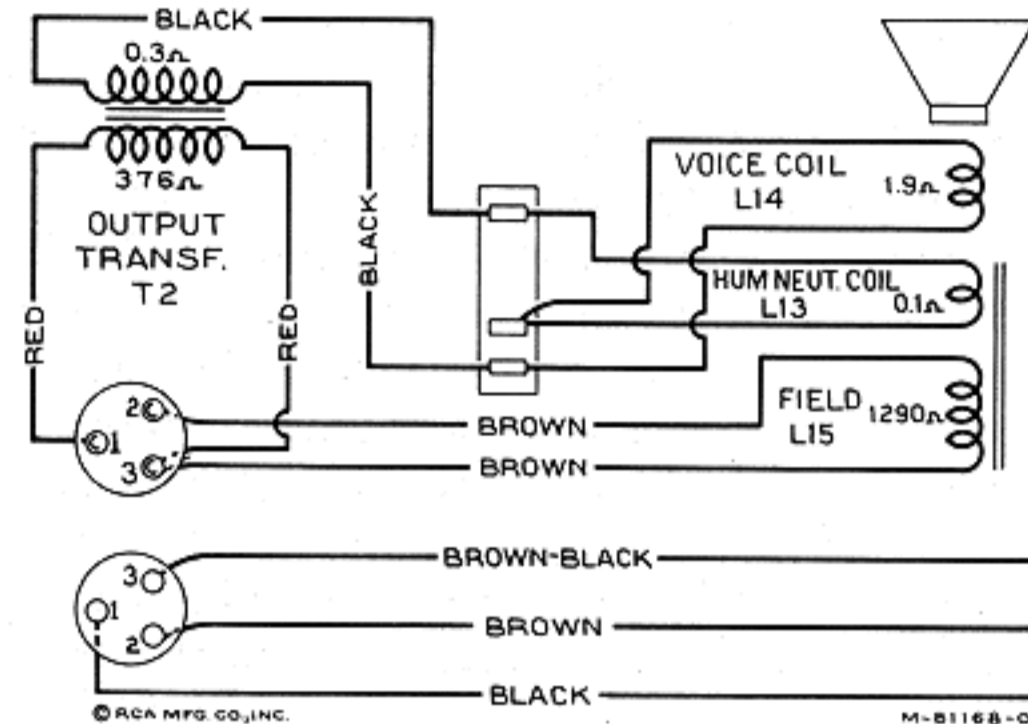 BLACK
0.3Ω
376Ω
OUTPUT
TRANSF.
T2
RED
RED
BLACK
VOICE COIL
L14
1.9Ω
HUM NEUT. COIL
L13
0.1Ω
FIELD
L15
1290Ω
2
1
3
BROWN
BROWN
3
1
2
BROWN-BLACK
BROWN
BLACK
© RCA MFG. CO., INC.